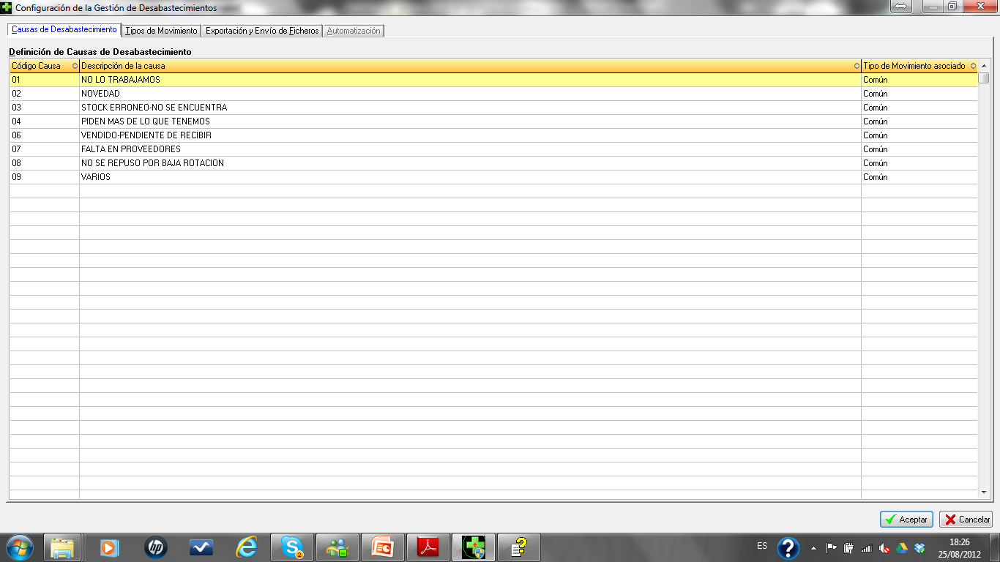 Configuración de la Gestión de Desabastecimientos
Causas de Desabastecimiento Tipos de Movimiento Exportación y Envío de Ficheros Automatización
Definición de Causas de Desabastecimiento
Código Causa Descripción de la causa Tipo de Movimiento asociado
01 NO LO TRABAJAMOS Común
02 NOVEDAD Común
03 STOCK ERRONEO-NO SE ENCUENTRA Común
04 PIDEN MAS DE LO QUE TENEMOS Común
06 VENDIDO-PENDIENTE DE RECIBIR Común
07 FALTA EN PROVEEDORES Común
08 NO SE REPUSO POR BAJA ROTACION Común
09 VARIOS Común
Aceptar Cancelar
hp S 2 ES ? 18:26
25/08/2012